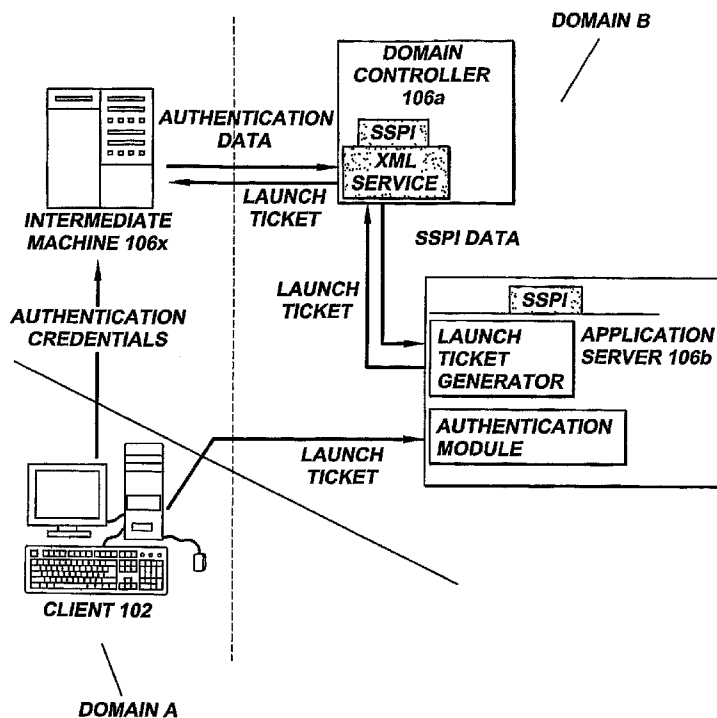 DOMAIN B
DOMAIN
CONTROLLER
106a
SSPI
XML
SERVICE
AUTHENTICATION
DATA
LAUNCH
TICKET
INTERMEDIATE
MACHINE 106x
SSPI DATA
LAUNCH
TICKET
AUTHENTICATION
CREDENTIALS
SSPI
LAUNCH
TICKET
GENERATOR
APPLICATION
SERVER 106b
AUTHENTICATION
MODULE
LAUNCH
TICKET
CLIENT 102
DOMAIN A